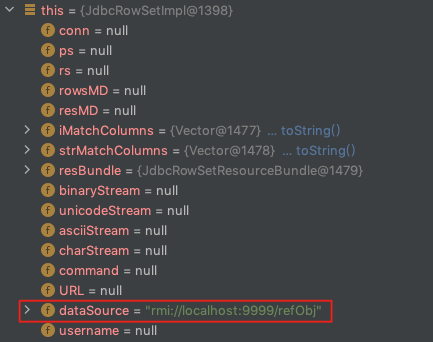 this = {JdbcRowSetImpl@1398}
f conn = null
f ps = null
f rs = null
f rowsMD = null
f resMD = null
f iMatchColumns = {Vector@1477} ... toString()
f strMatchColumns = {Vector@1478} ... toString()
f resBundle = {JdbcRowSetResourceBundle@1479}
f binaryStream = null
f unicodeStream = null
f asciiStream = null
f charStream = null
f command = null
f URL = null
f dataSource = "rmi://localhost:9999/refObj"
f username = null